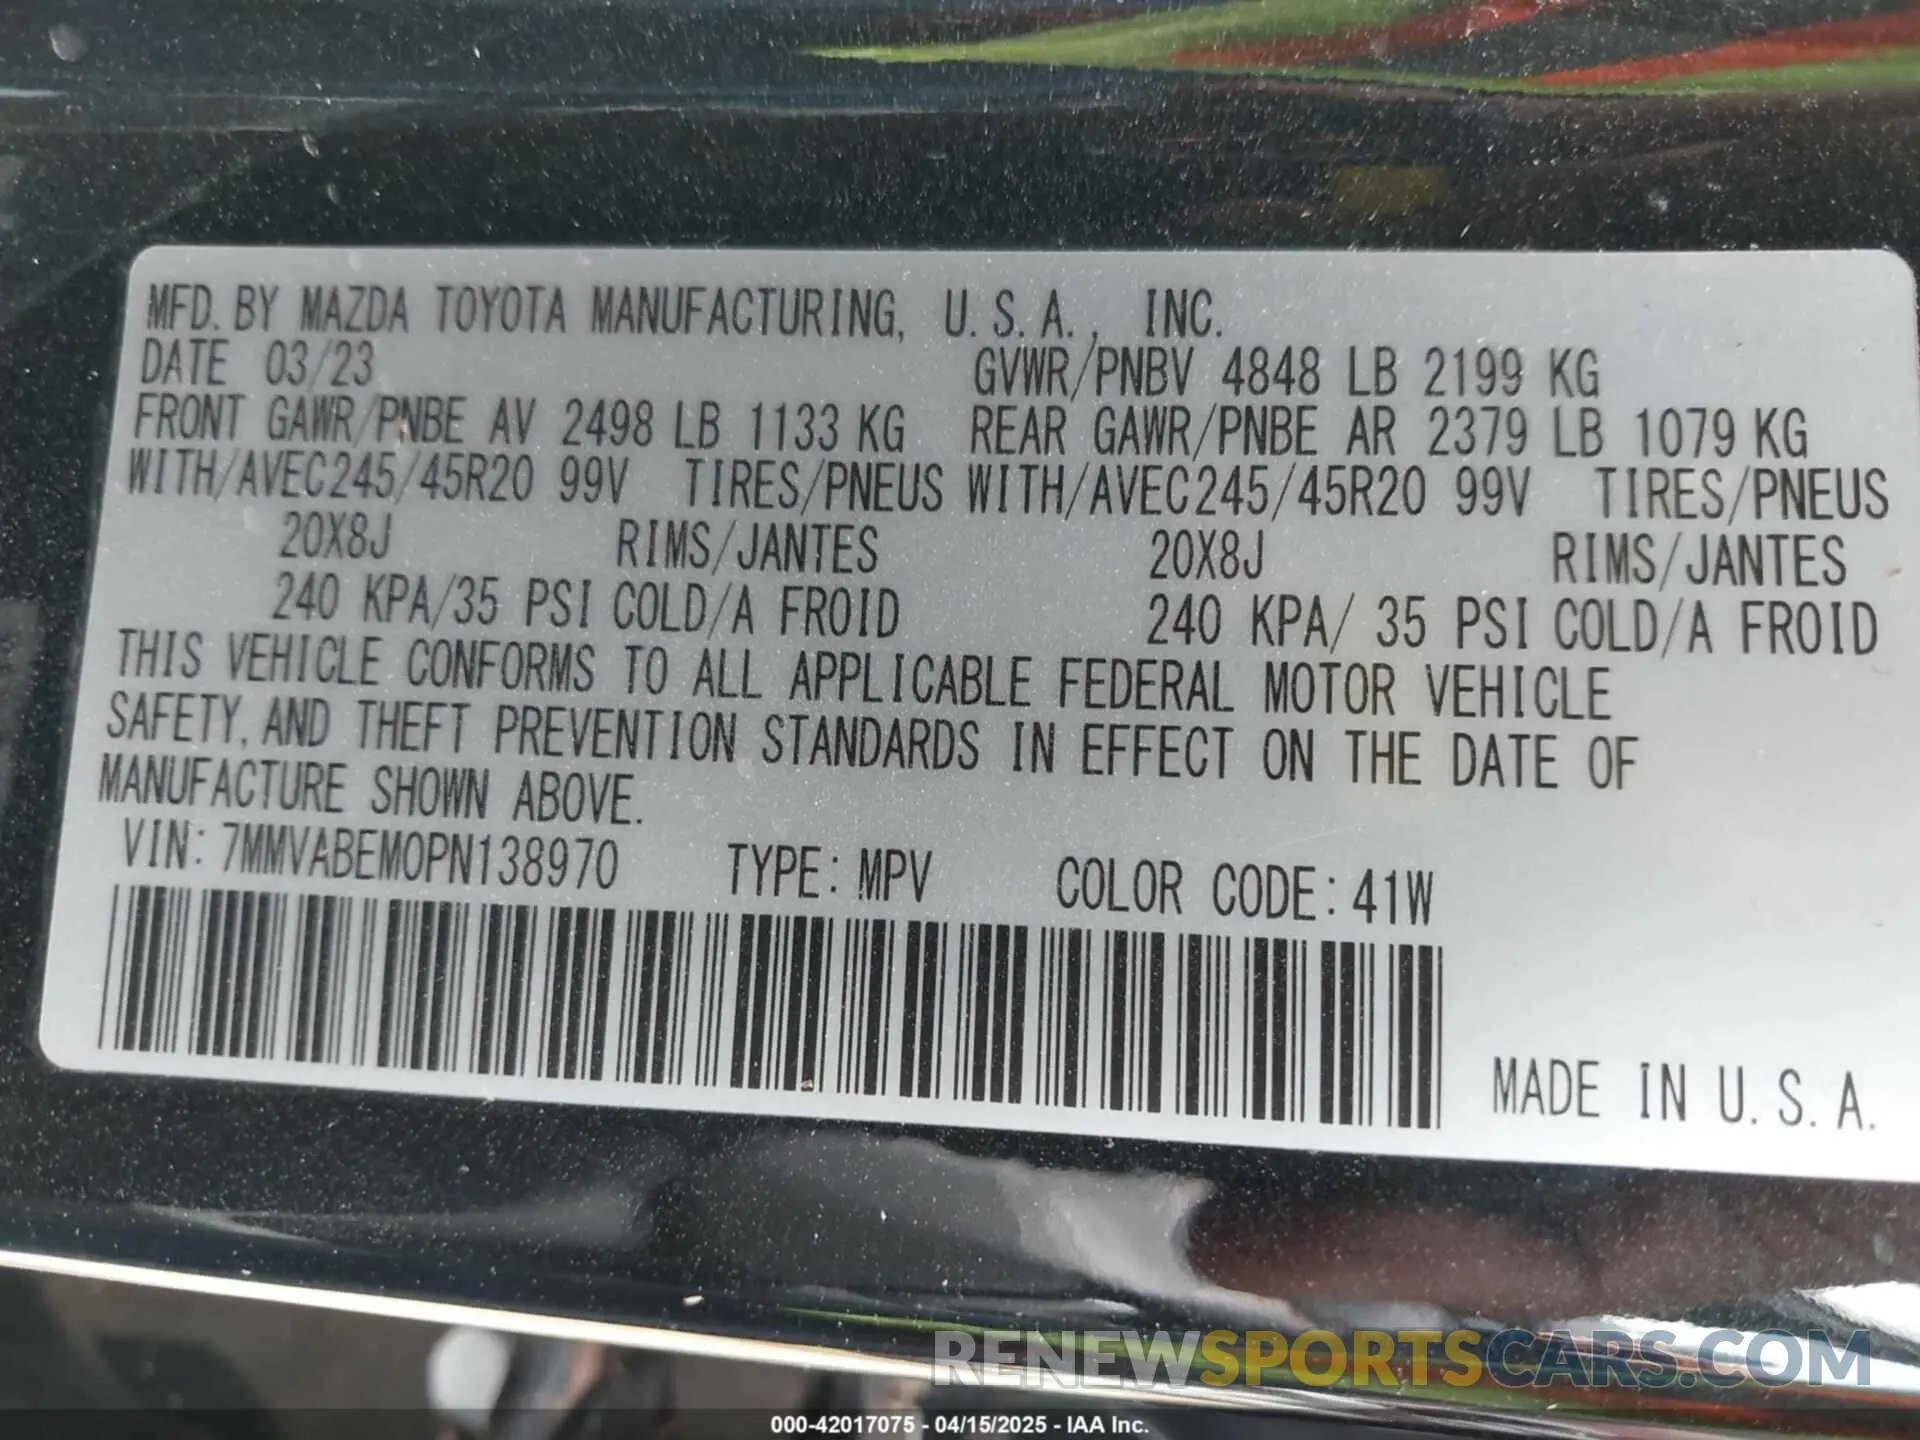 MFD. BY MAZDA TOYOTA MANUFACTURING, U.S.A., INC.
DATE 03/23 GVWR/PNBV 4848 LB 2199 KG
FRONT GAWR/PNBE AV 2498 LB 1133 KG REAR GAWR/PNBE AR 2379 LB 1079 KG
WITH/AVEC245/45R20 99V TIRES/PNEUS WITH/AVEC245/45R20 99V TIRES/PNEUS
20X8J RIMS/JANTES 20X8J RIMS/JANTES
240 KPA/35 PSI COLD/A FROID 240 KPA/ 35 PSI COLD/A FROID
THIS VEHICLE CONFORMS TO ALL APPLICABLE FEDERAL MOTOR VEHICLE
SAFETY, AND THEFT PREVENTION STANDARDS IN EFFECT ON THE DATE OF
MANUFACTURE SHOWN ABOVE.
VIN: 7MMVABEM0PN138970 TYPE: MPV COLOR CODE: 41W
MADE IN U.S.A.
RENEWSPORTSCARS.COM
000-42017075 - 04/15/2025 - IAA Inc.